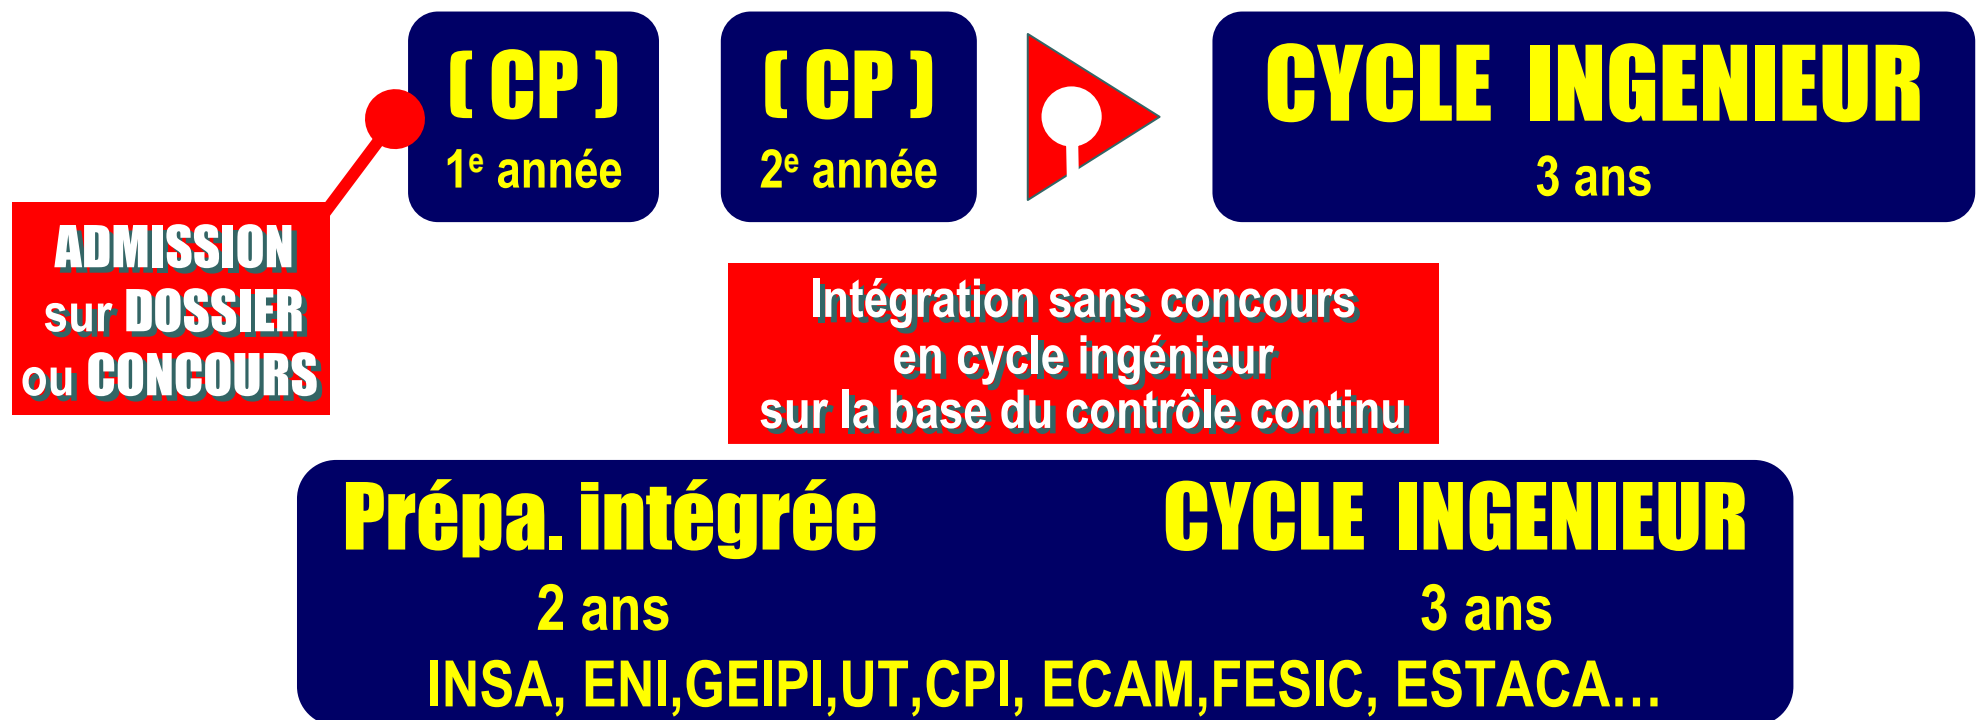 ( CP )
1e année
( CP )
2e année
CYCLE INGENIEUR
3 ans
ADMISSION
sur DOSSIER
ou CONCOURS
Intégration sans concours
en cycle ingénieur
sur la base du contrôle continu
Prépa. intégrée
2 ans
CYCLE INGENIEUR
3 ans
INSA, ENI,GEIPI,UT,CPI, ECAM,FESIC, ESTACA…